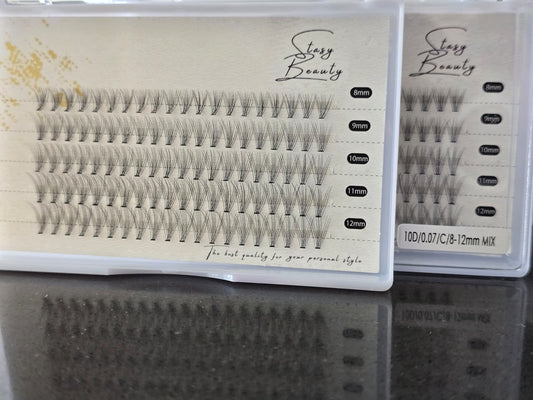 Stasy
Beauty
8mm
9mm
10mm
11mm
12mm
The best quality for your personal style
Stasy
Beauty
8mm
9mm
10mm
11mm
12mm
10D/0.07/C/8-12mm MIX